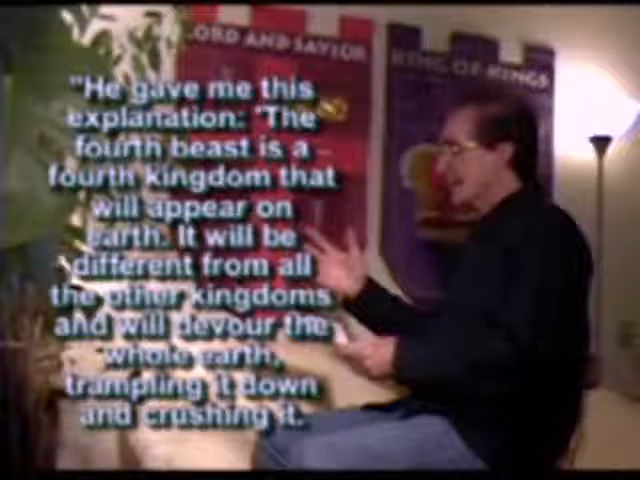 LORD AND SAVIOR
KING OF KINGS
"He gave me this
explanation: 'The
fourth beast is a
fourth kingdom that
will appear on
earth. It will be
different from all
the other kingdoms
and will devour the
whole earth,
trampling it down
and crushing it.